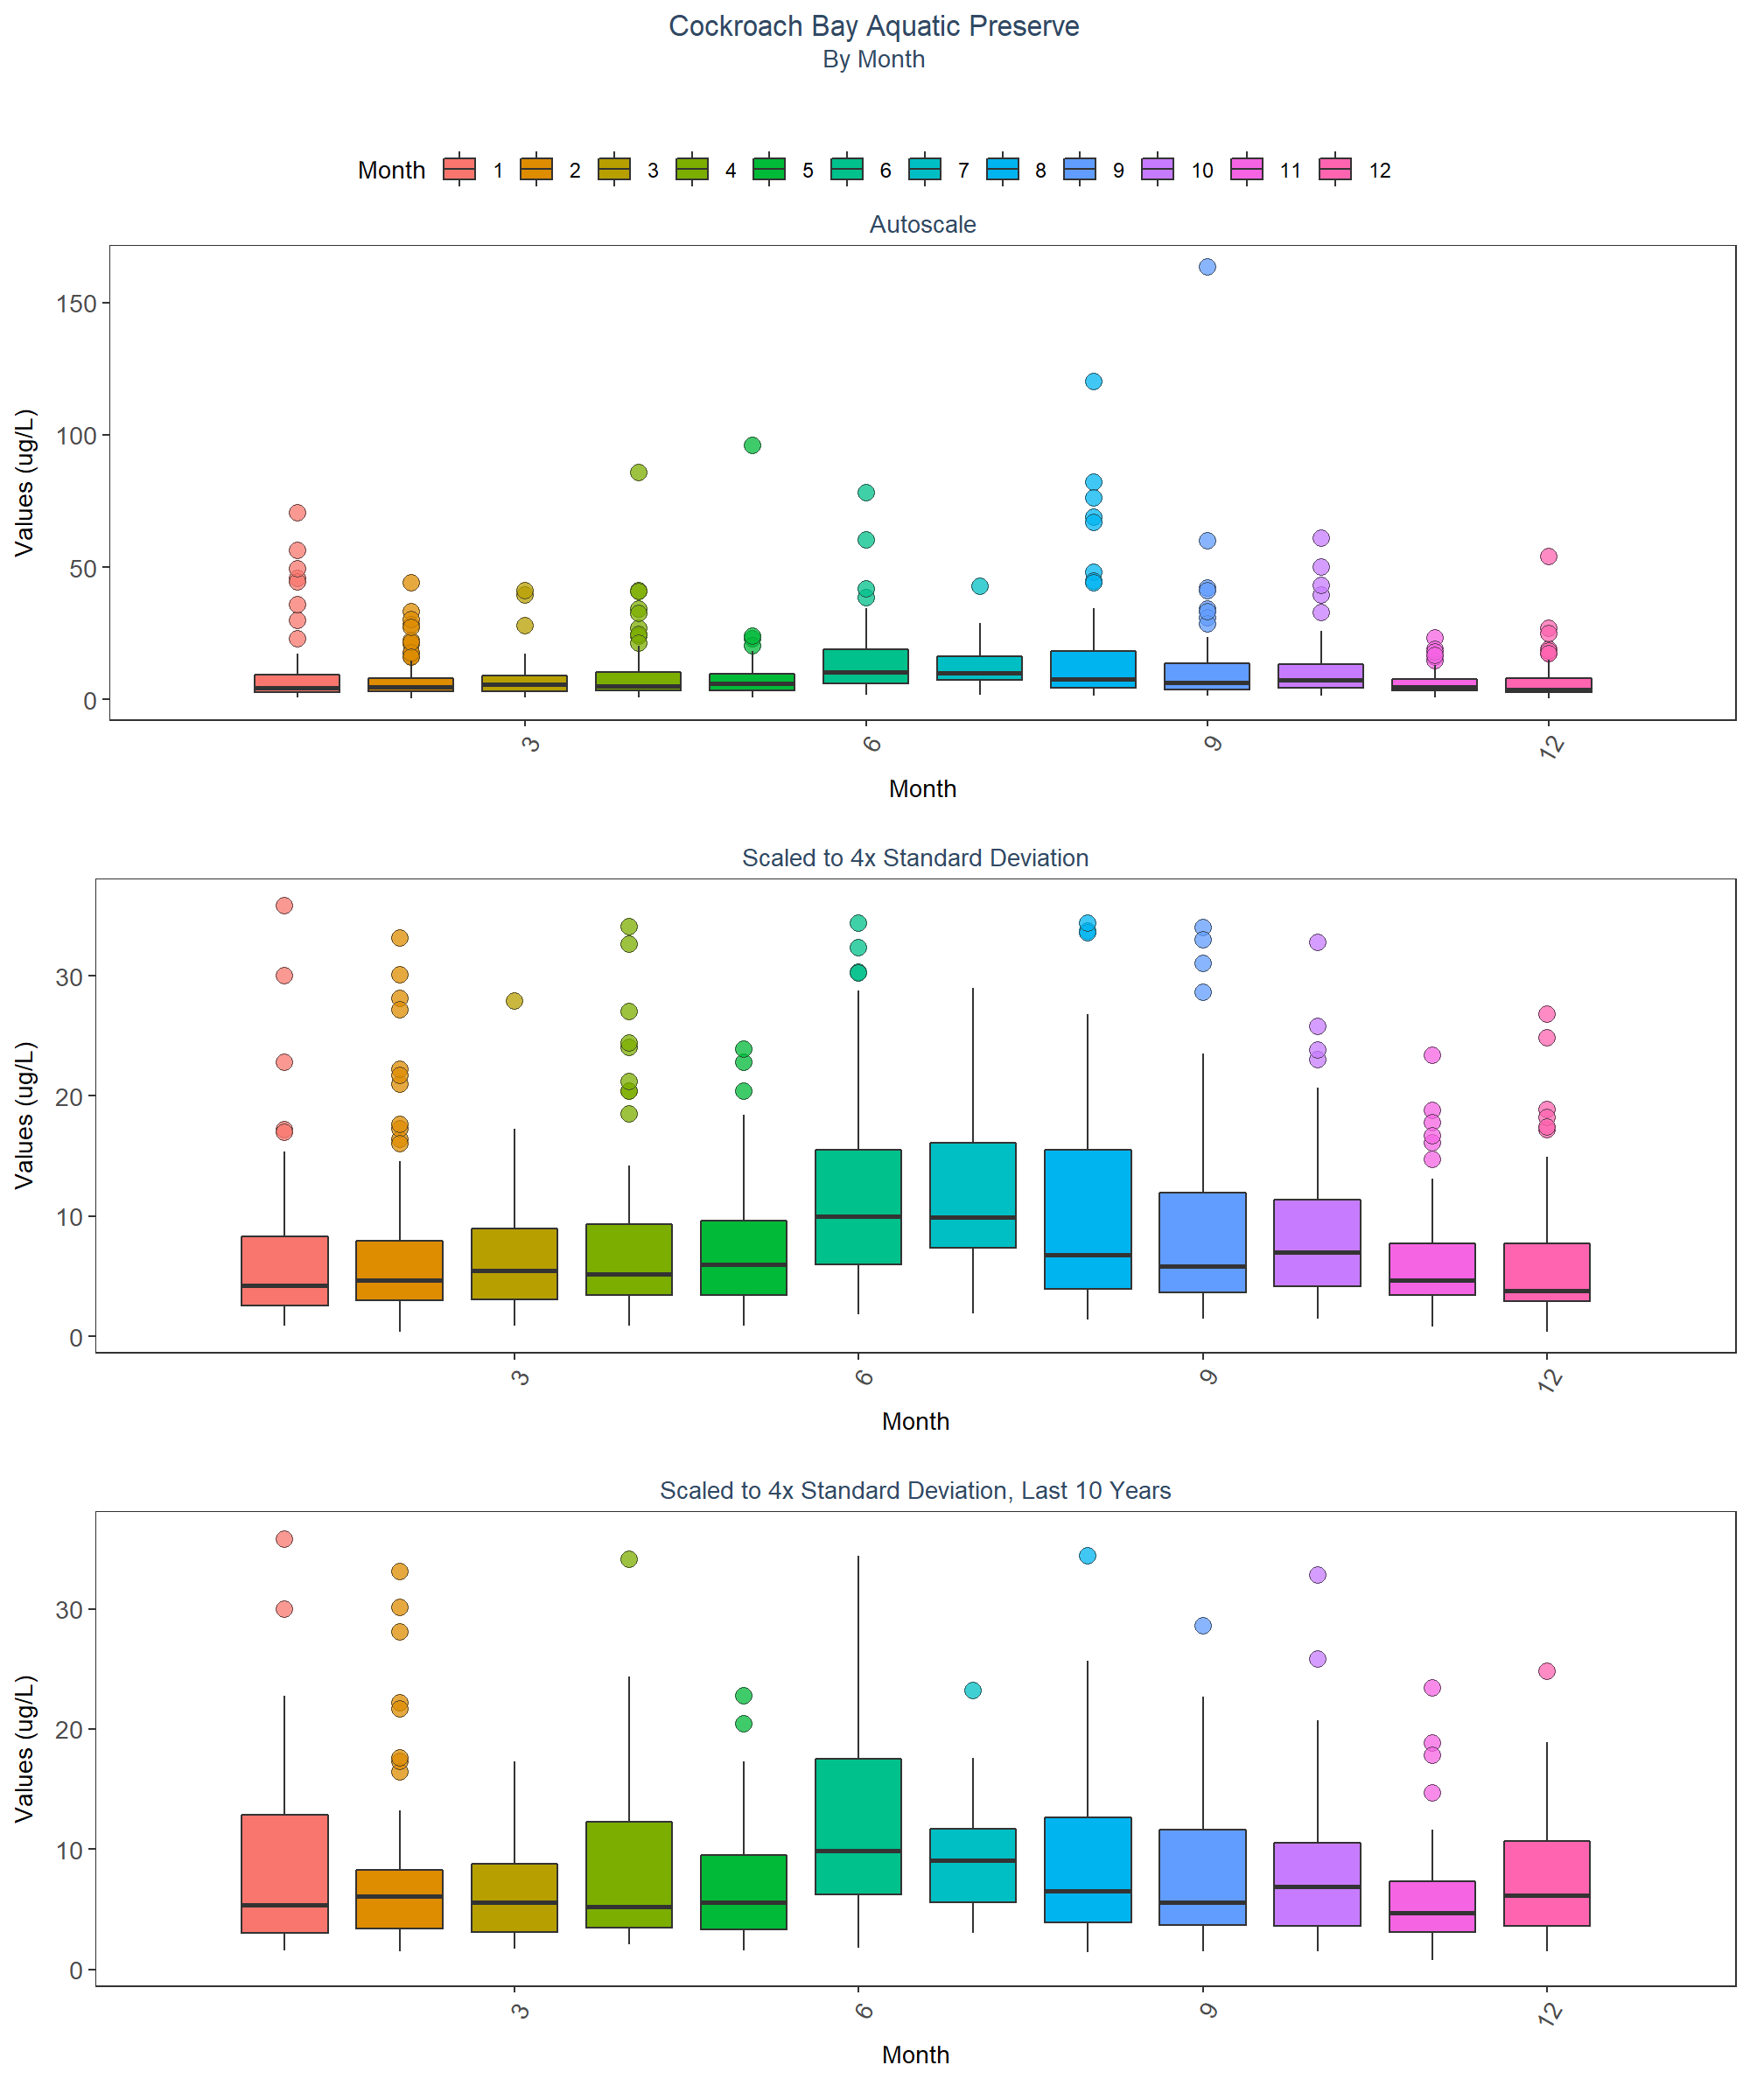 Cockroach Bay Aquatic Preserve
By Month
Month 1 2 3 4 5 6 7 8 9 10 11 12
Autoscale
Values (ug/L)
150
100
50
0
3 6 9 12
Month
Scaled to 4x Standard Deviation
Values (ug/L)
30
20
10
0
3 6 9 12
Month
Scaled to 4x Standard Deviation, Last 10 Years
Values (ug/L)
30
20
10
0
3 6 9 12
Month